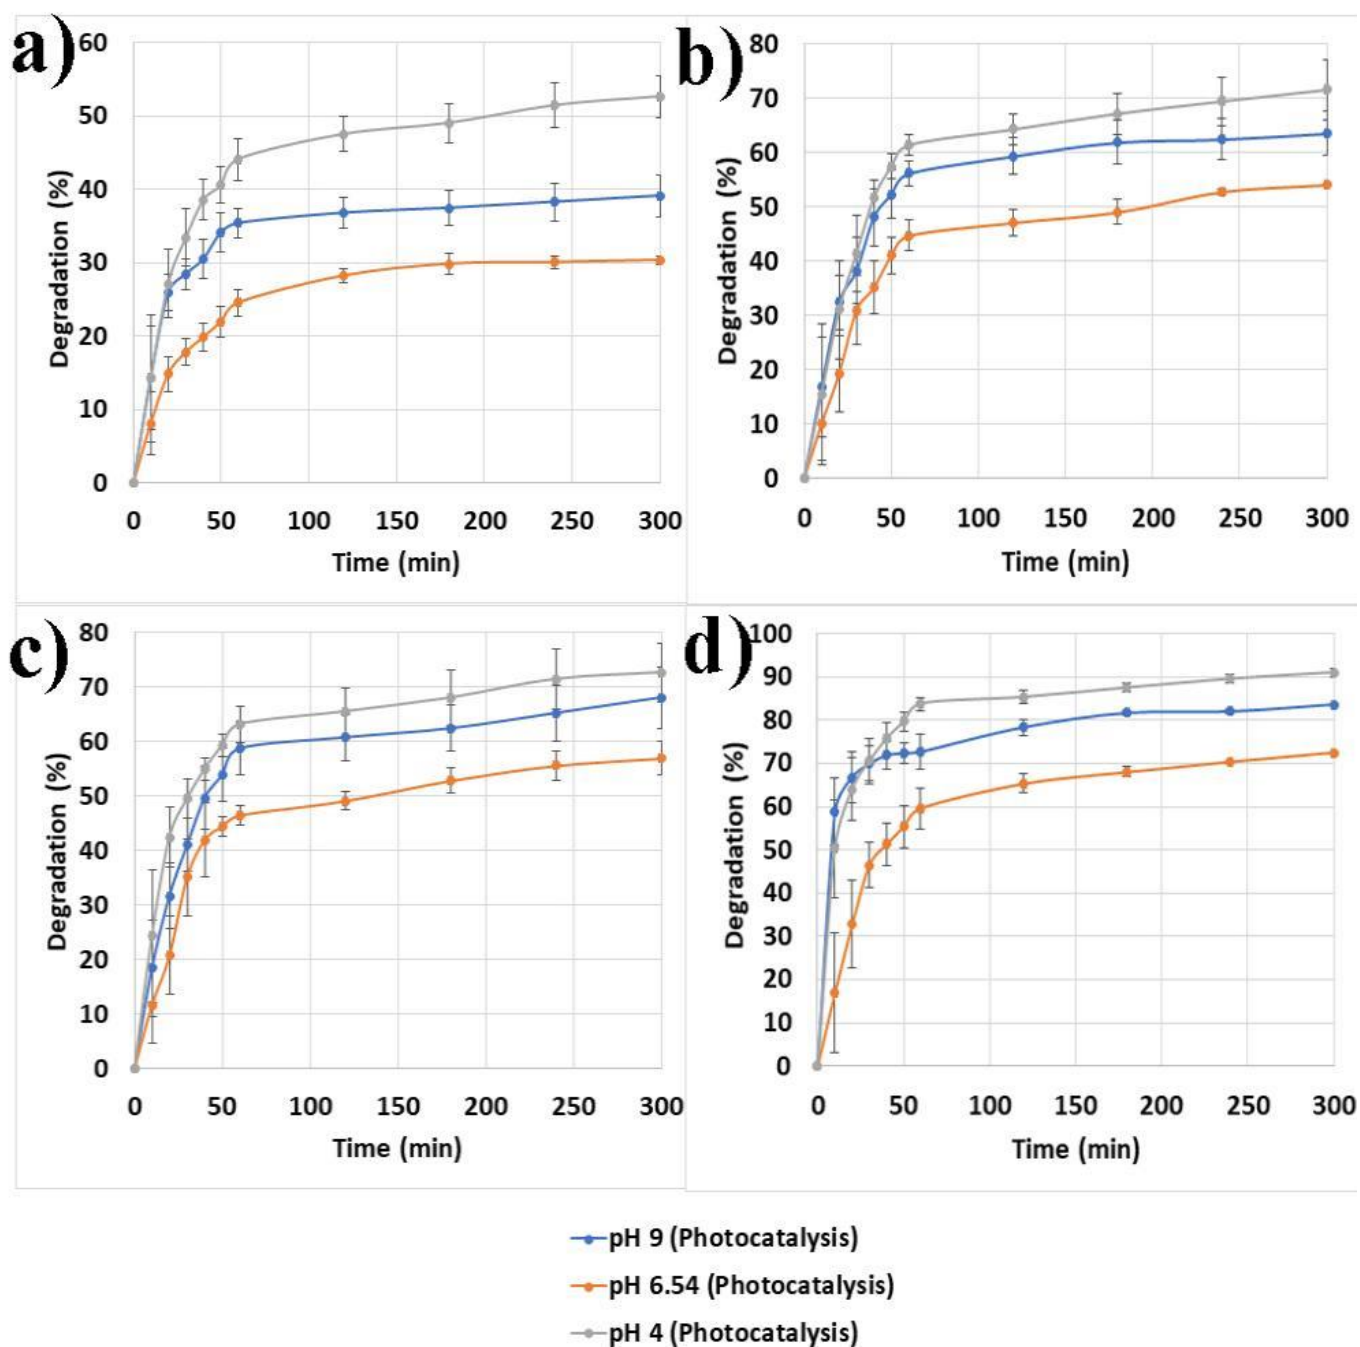 a)
60
50
40
30
20
10
0
Degradation (%)
0 50 100 150 200 250 300
Time (min)
b)
80
70
60
50
40
30
20
10
0
Degradation (%)
0 50 100 150 200 250 300
Time (min)
c)
80
70
60
50
40
30
20
10
0
Degradation (%)
0 50 100 150 200 250 300
Time (min)
d)
100
90
80
70
60
50
40
30
20
10
0
Degradation (%)
0 50 100 150 200 250 300
Time (min)
pH 9 (Photocatalysis)
pH 6.54 (Photocatalysis)
pH 4 (Photocatalysis)